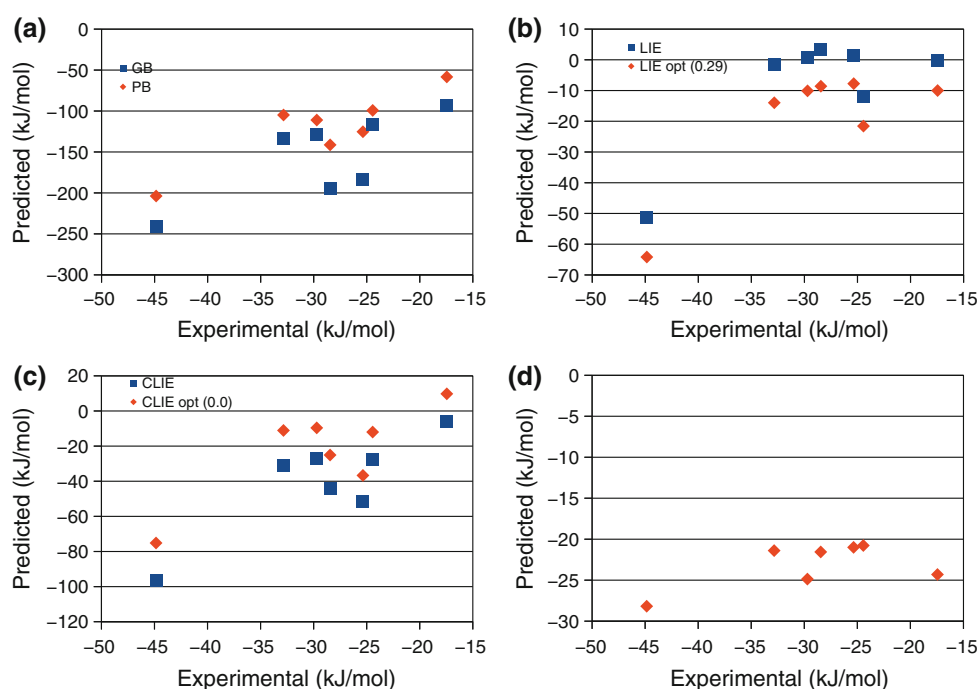 (a)
0
−50
−100
−150
−200
−250
−300
GB
PB
Predicted (kJ/mol)
−50 −45 −40 −35 −30 −25 −20 −15
Experimental (kJ/mol)
(b)
10
0
−10
−20
−30
−40
−50
−60
−70
LIE
LIE opt (0.29)
Predicted (kJ/mol)
−50 −45 −40 −35 −30 −25 −20 −15
Experimental (kJ/mol)
(c)
20
0
−20
−40
−60
−80
−100
−120
CLIE
CLIE opt (0.0)
Predicted (kJ/mol)
−50 −45 −40 −35 −30 −25 −20 −15
Experimental (kJ/mol)
(d)
0
−5
−10
−15
−20
−25
−30
Predicted (kJ/mol)
−50 −45 −40 −35 −30 −25 −20 −15
Experimental (kJ/mol)